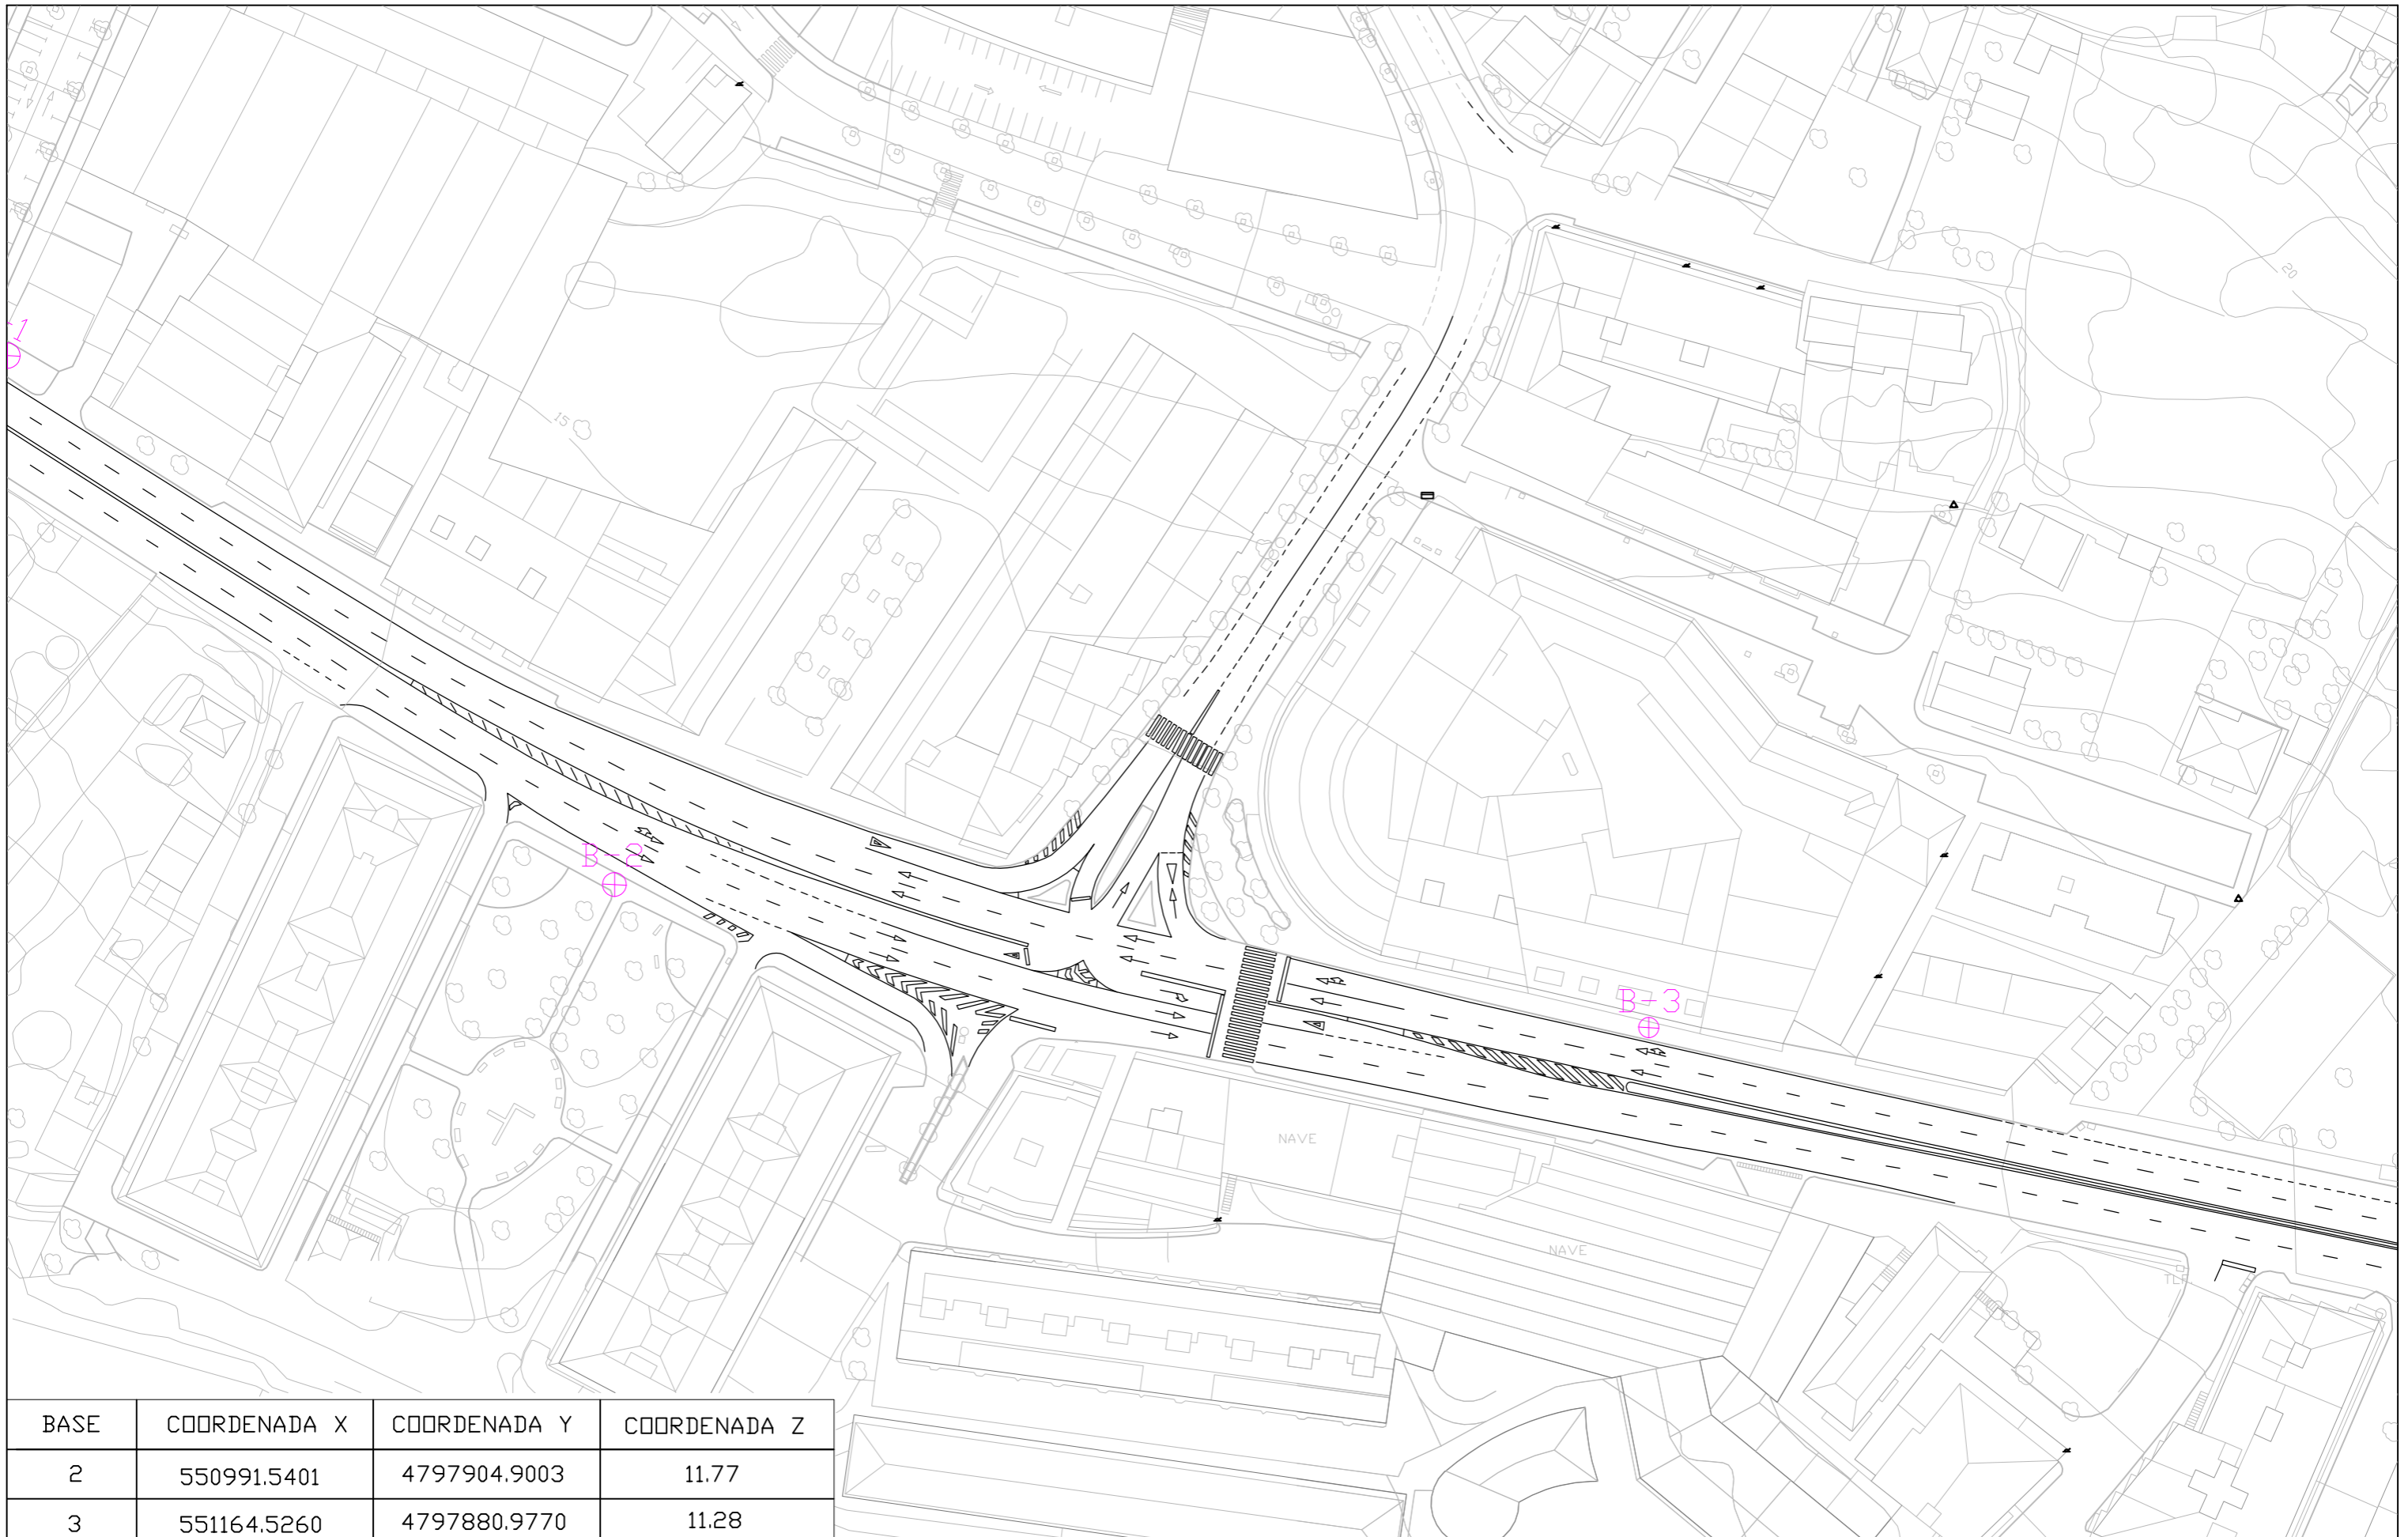 20
15
B-2
B-3
NAVE
NAVE
TLF
BASE COORDENADA X COORDENADA Y COORDENADA Z
2 550991.5401 4797904.9003 11.77
3 551164.5260 4797880.9770 11.28